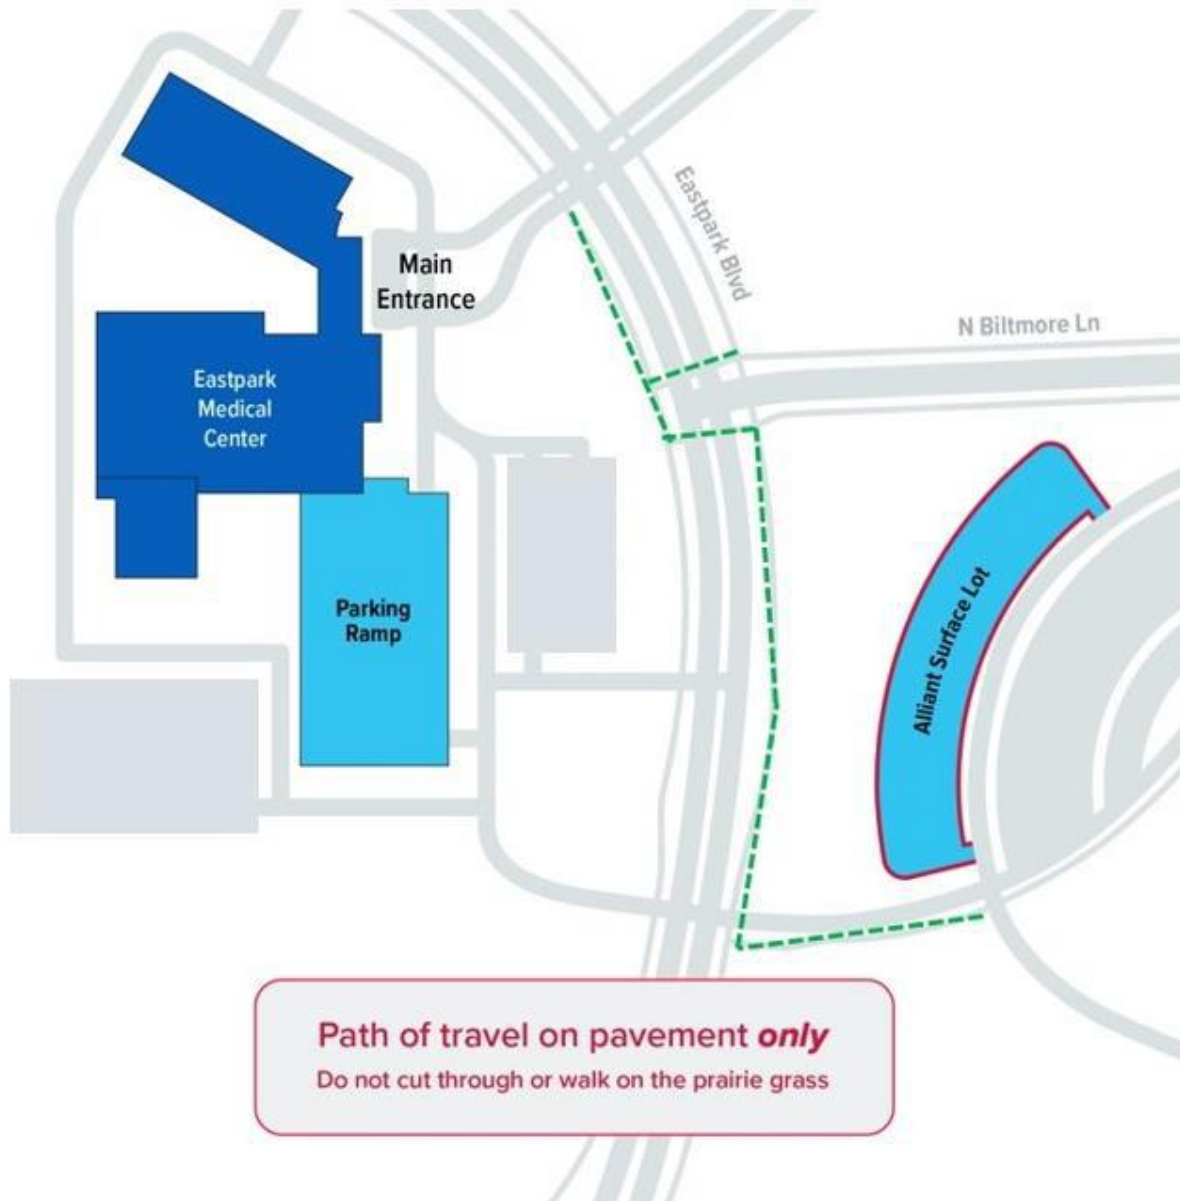 Eastpark Blvd
Main
Entrance
N Biltmore Ln
Eastpark
Medical
Center
Alliant Surface Lot
Parking
Ramp
Path of travel on pavement only
Do not cut through or walk on the prairie grass